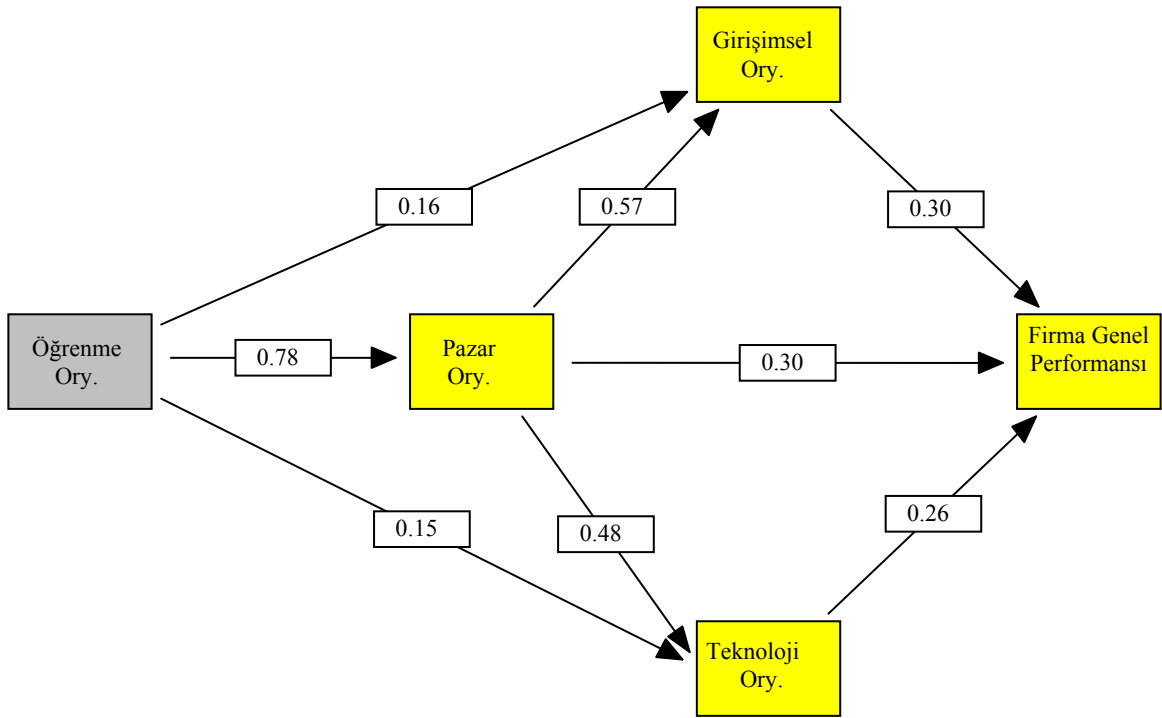 Girişimsel
Ory.
0.16
0.57
0.30
Öğrenme
Ory.
0.78
Pazar
Ory.
0.30
Firma Genel
Performansı
0.15
0.48
0.26
Teknoloji
Ory.